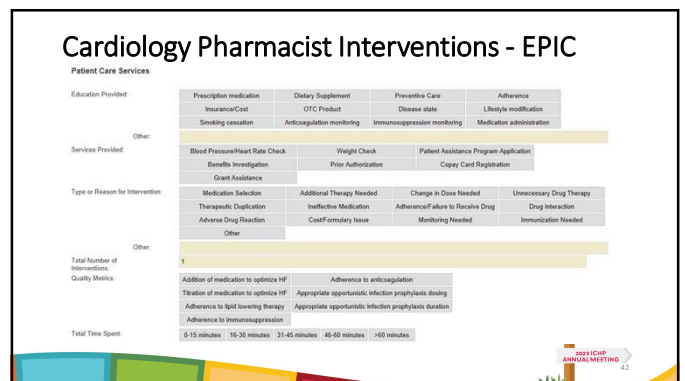 Cardiology Pharmacist Interventions - EPIC
Patient Care Services
Education Provided: Prescription medication Dietary Supplement Preventive Care Adherence
Insurance/Cost OTC Product Disease state Lifestyle modification
Smoking cessation Anticoagulation monitoring Immunosuppression monitoring Medication administration
Other:
Services Provided: Blood Pressure/Heart Rate Check Weight Check Patient Assistance Program Application
Benefits Investigation Prior Authorization Copay Card Registration
Grant Assistance
Type or Reason for Intervention: Medication Selection Additional Therapy Needed Change in Dose Needed Unnecessary Drug Therapy
Therapeutic Duplication Ineffective Medication Adherence/Failure to Receive Drug Drug Interaction
Adverse Drug Reaction Cost/Formulary Issue Monitoring Needed Immunization Needed
Other
Other:
Total Number of 1
Interventions:
Quality Metrics: Addition of medication to optimize HF Adherence to anticoagulation
Titration of medication to optimize HF Appropriate opportunistic infection prophylaxis dosing
Adherence to lipid lowering therapy Appropriate opportunistic infection prophylaxis duration
Adherence to immunosuppression
Total Time Spent: 0-15 minutes 16-30 minutes 31-45 minutes 46-60 minutes >60 minutes
2023 ICHP
ANNUAL MEETING
42